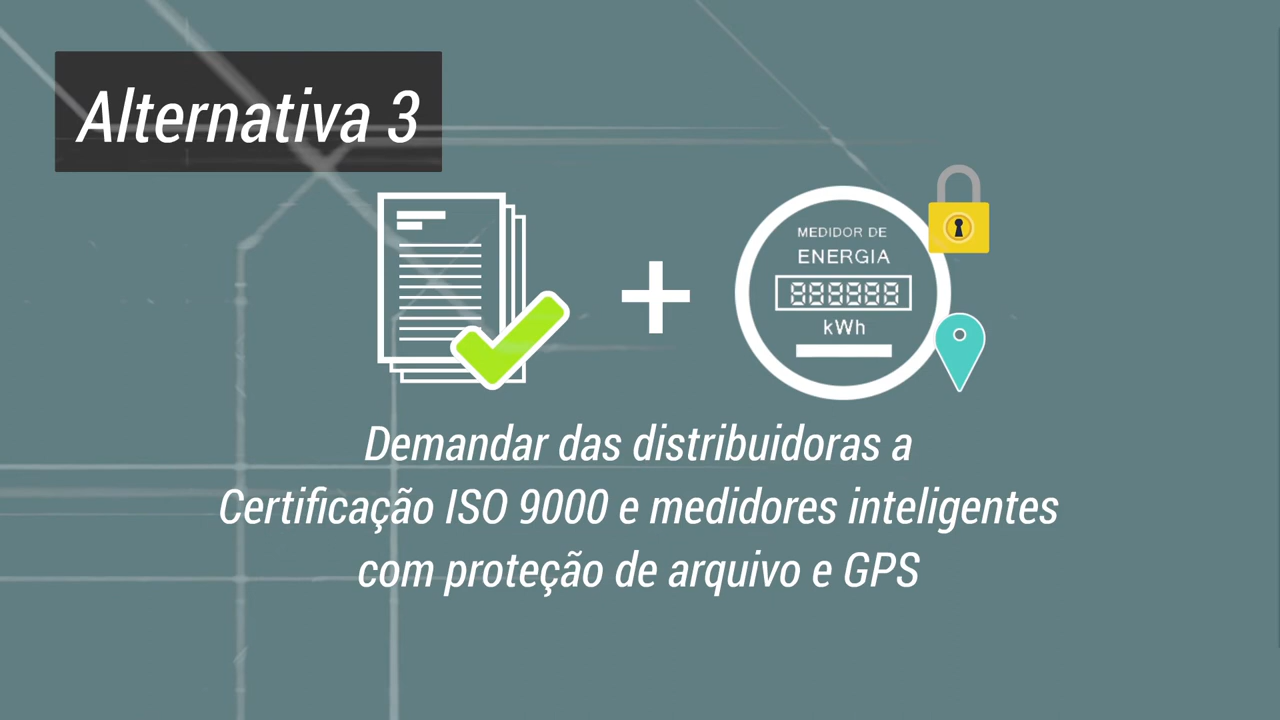 Alternativa 3
MEDIDOR DE
ENERGIA
888888
kWh
Demandar das distribuidoras a
Certificação ISO 9000 e medidores inteligentes
com proteção de arquivo e GPS